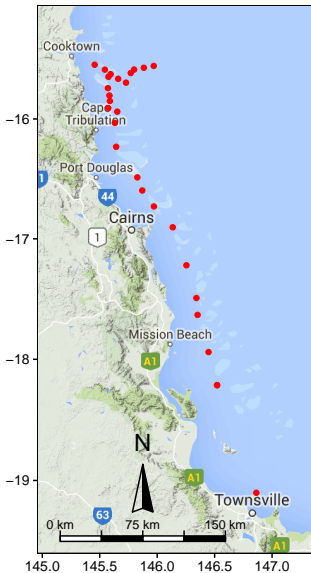 Cooktown
−16
Cape
Tribulation
Port Douglas
1
44
Cairns
1
−17
Mission Beach
−18
A1
N
A1
−19
Townsville
63
0 km 75 km 150 km
A1
145.0 145.5 146.0 146.5 147.0